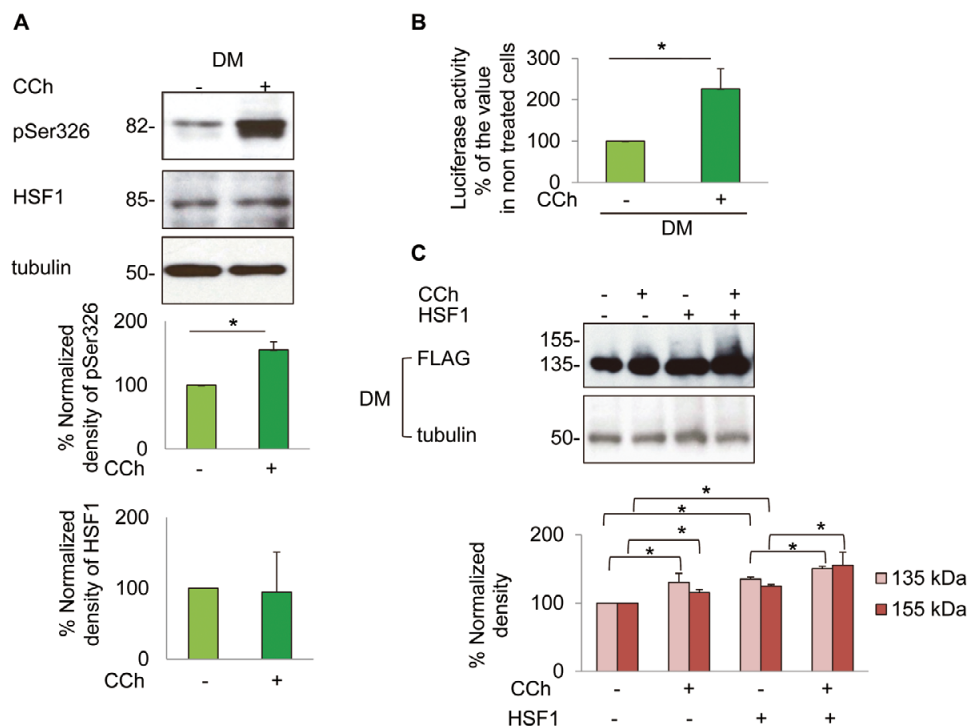 A
DM
CCh - +
pSer326 82-
HSF1 85-
tubulin 50-
% Normalized
density of pSer326
200
100
0
*
CCh - +
% Normalized
density of HSF1
200
100
0
CCh - +
B
Luciferase activity
% of the value
in non treated cells
300
200
100
0
*
CCh - +
DM
C
CCh - + - +
HSF1 - - + +
155-
FLAG 135-
DM
tubulin 50-
% Normalized
density
200
100
0
*
*
*
*
*
*
135 kDa
155 kDa
CCh - + - +
HSF1 - - + +